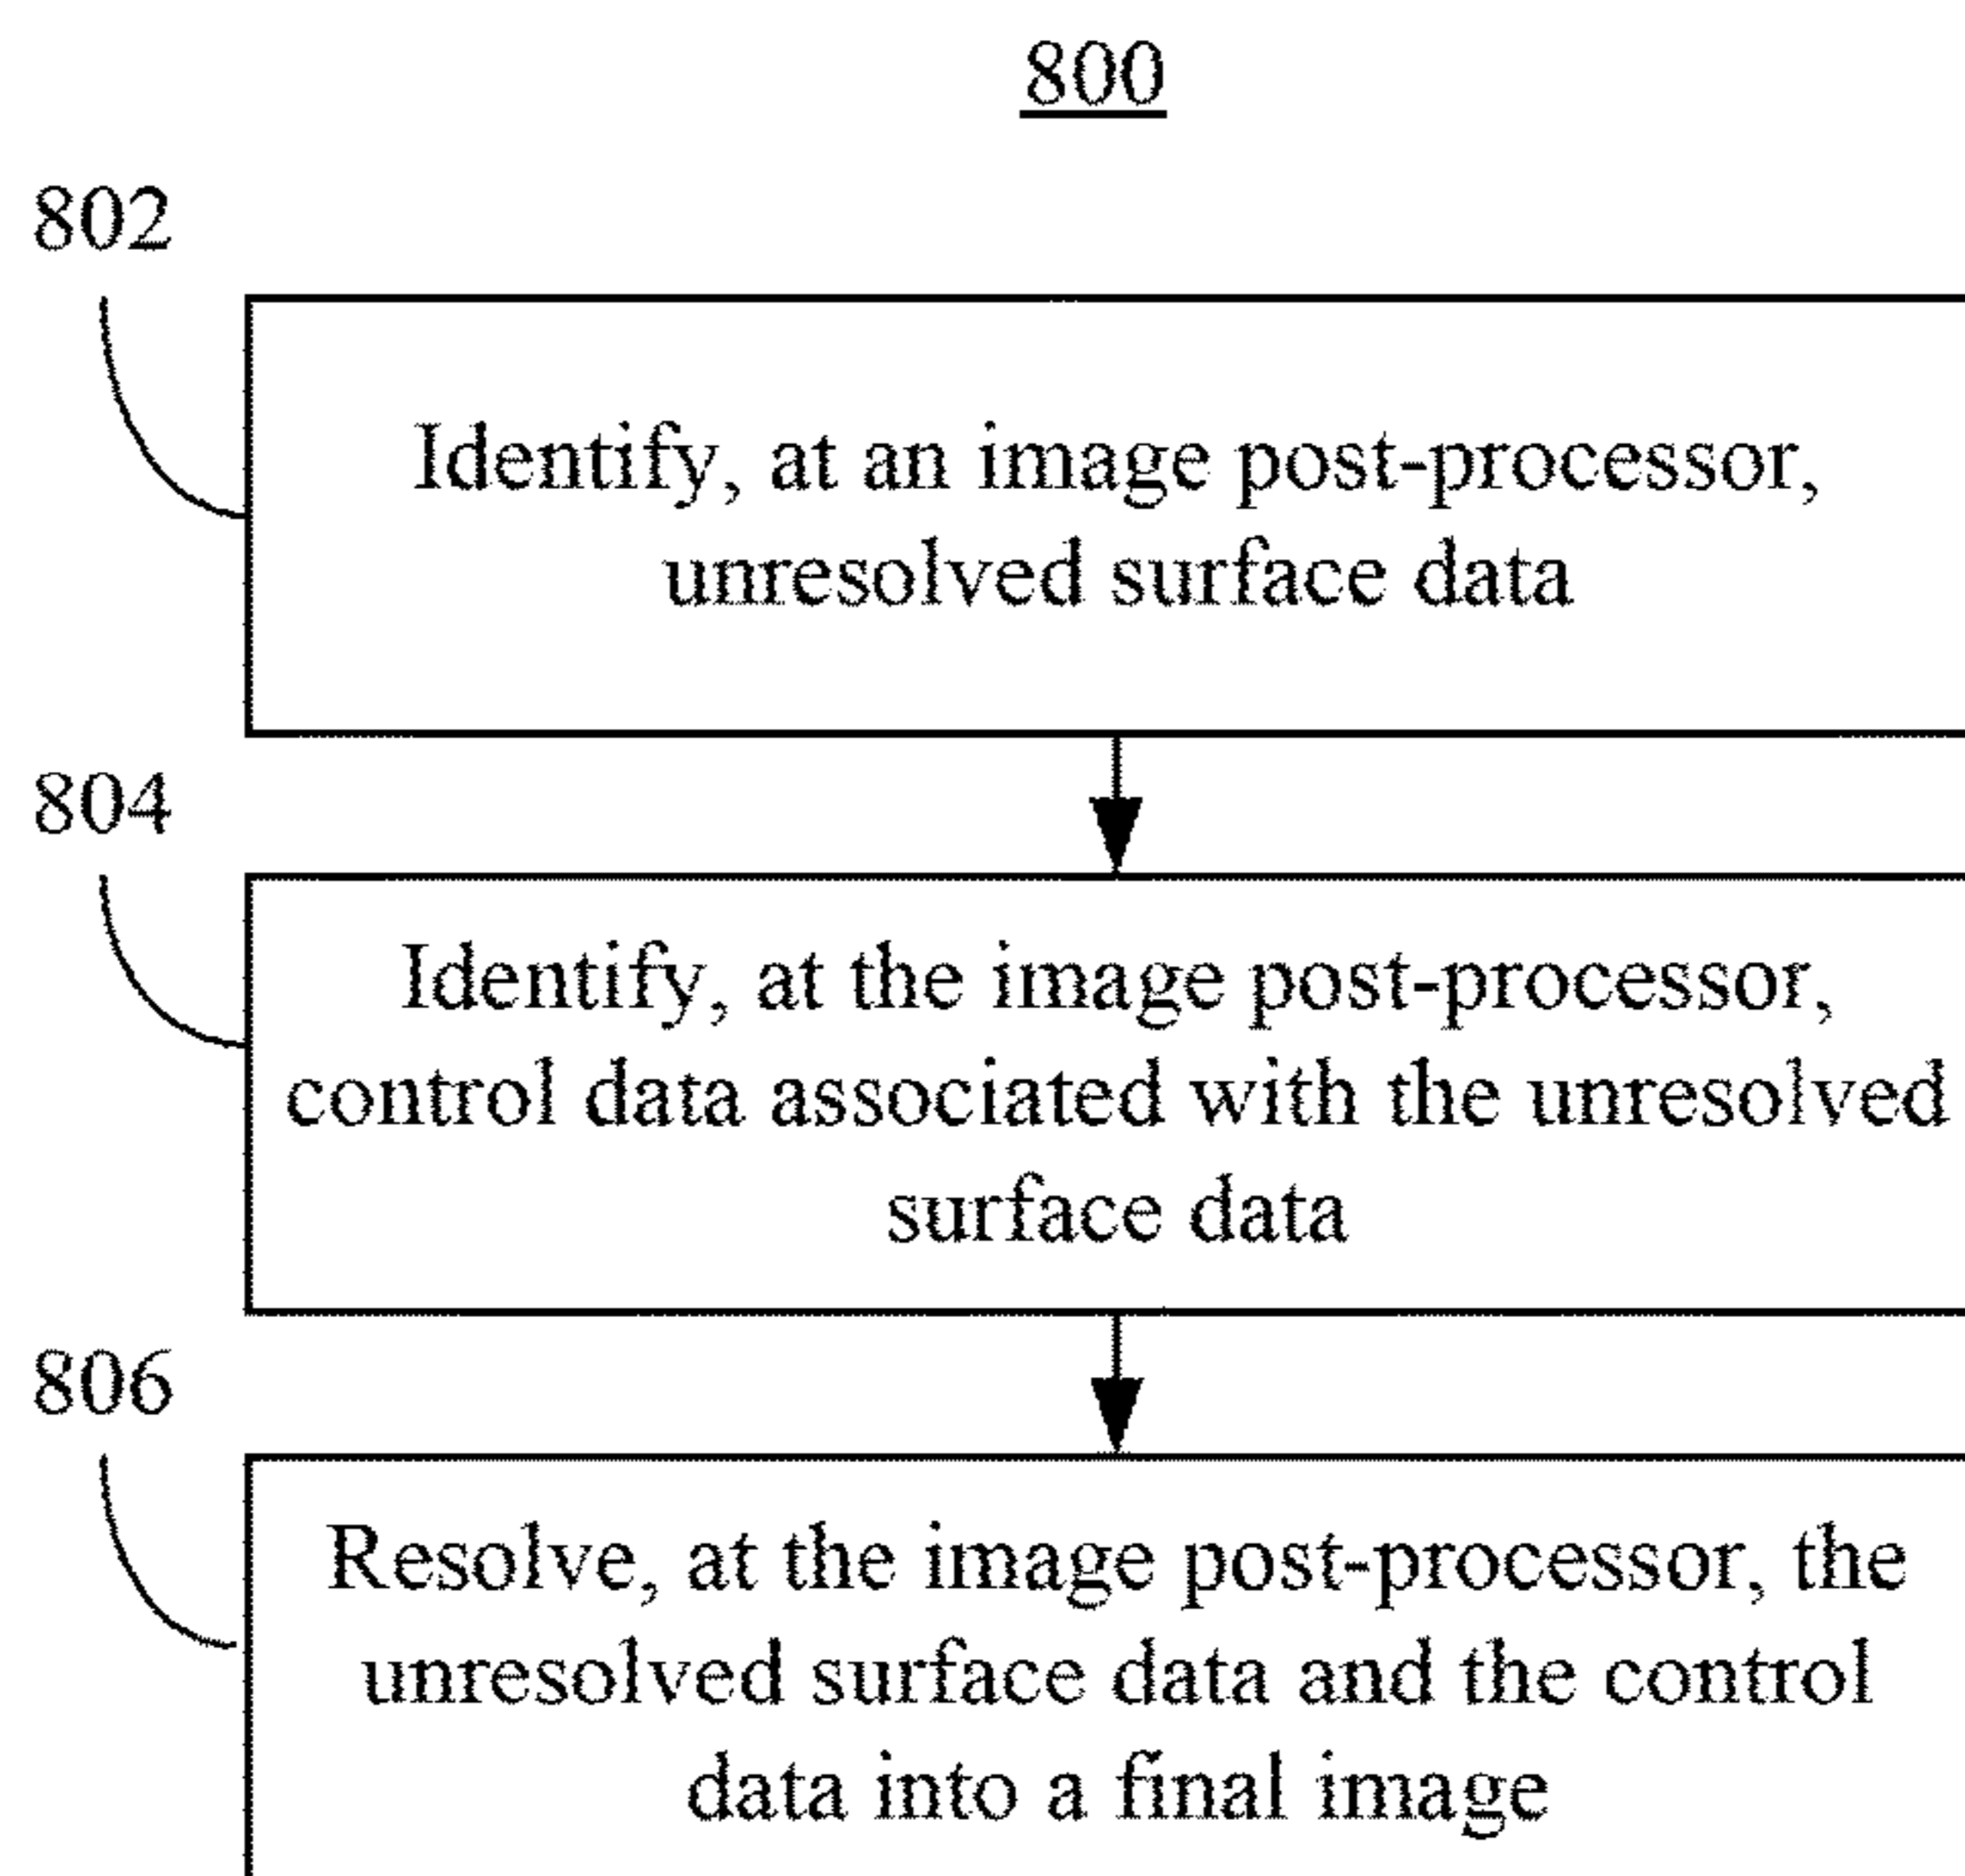 800
802
Identify, at an image post-processor,
unresolved surface data
804
Identify, at the image post-processor,
control data associated with the unresolved
surface data
806
Resolve, at the image post-processor, the
unresolved surface data and the control
data into a final image